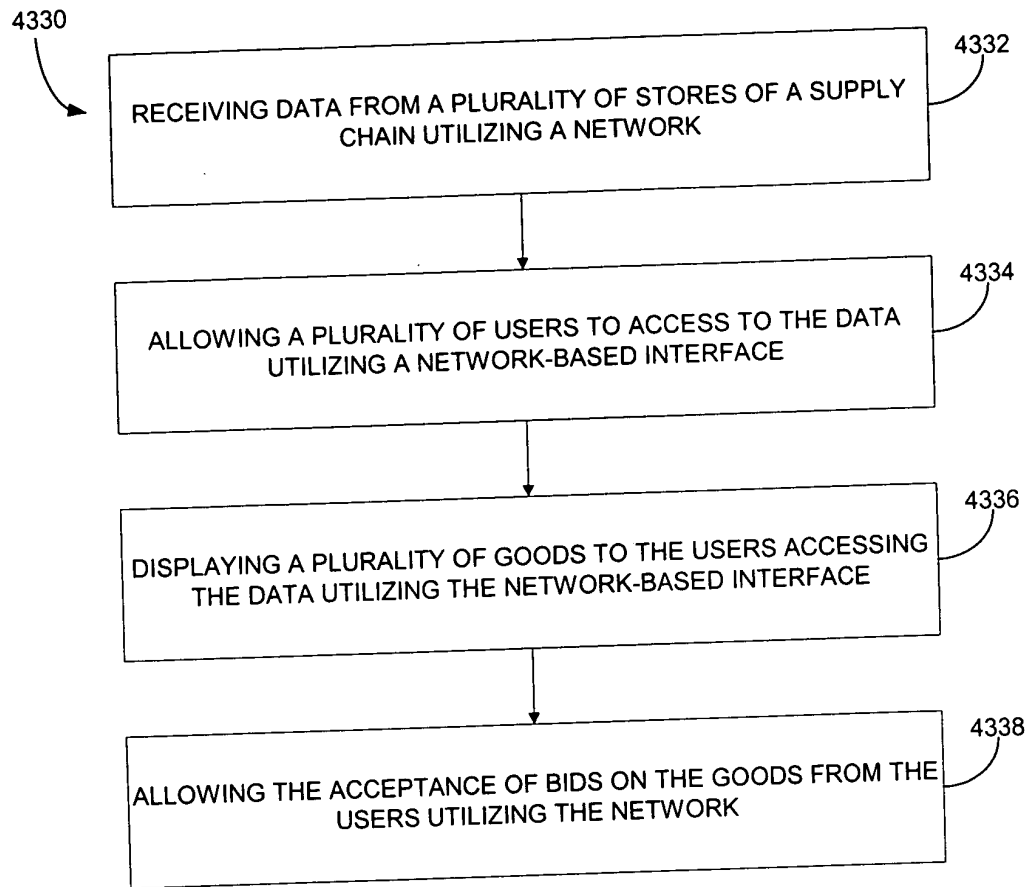 4330
4332
RECEIVING DATA FROM A PLURALITY OF STORES OF A SUPPLY
CHAIN UTILIZING A NETWORK
4334
ALLOWING A PLURALITY OF USERS TO ACCESS TO THE DATA
UTILIZING A NETWORK-BASED INTERFACE
4336
DISPLAYING A PLURALITY OF GOODS TO THE USERS ACCESSING
THE DATA UTILIZING THE NETWORK-BASED INTERFACE
4338
ALLOWING THE ACCEPTANCE OF BIDS ON THE GOODS FROM THE
USERS UTILIZING THE NETWORK